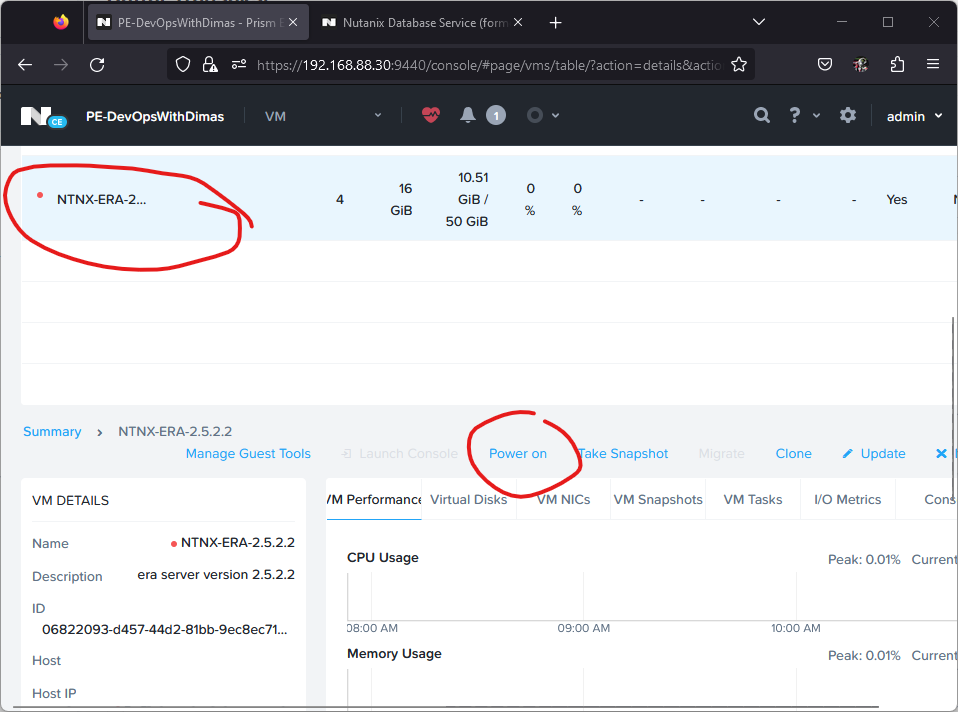 PE-DevOpsWithDimas - Prism E
Nutanix Database Service (form
https://192.168.88.30:9440/console/#page/vms/table/?action=details&actio
CE PE-DevOpsWithDimas VM 1 ? admin
NTNX-ERA-2... 4 16 GiB 10.51 GiB / 50 GiB 0 % 0 % - - - - Yes
Summary > NTNX-ERA-2.5.2.2
Manage Guest Tools Launch Console Power on Take Snapshot Migrate Clone Update
VM DETAILS
Name NTNX-ERA-2.5.2.2
Description era server version 2.5.2.2
ID
06822093-d457-44d2-81bb-9ec8ec71...
Host
Host IP
VM Performance Virtual Disks VM NICs VM Snapshots VM Tasks I/O Metrics Cons
CPU Usage Peak: 0.01% Current
08:00 AM 09:00 AM 10:00 AM
Memory Usage Peak: 0.01% Current